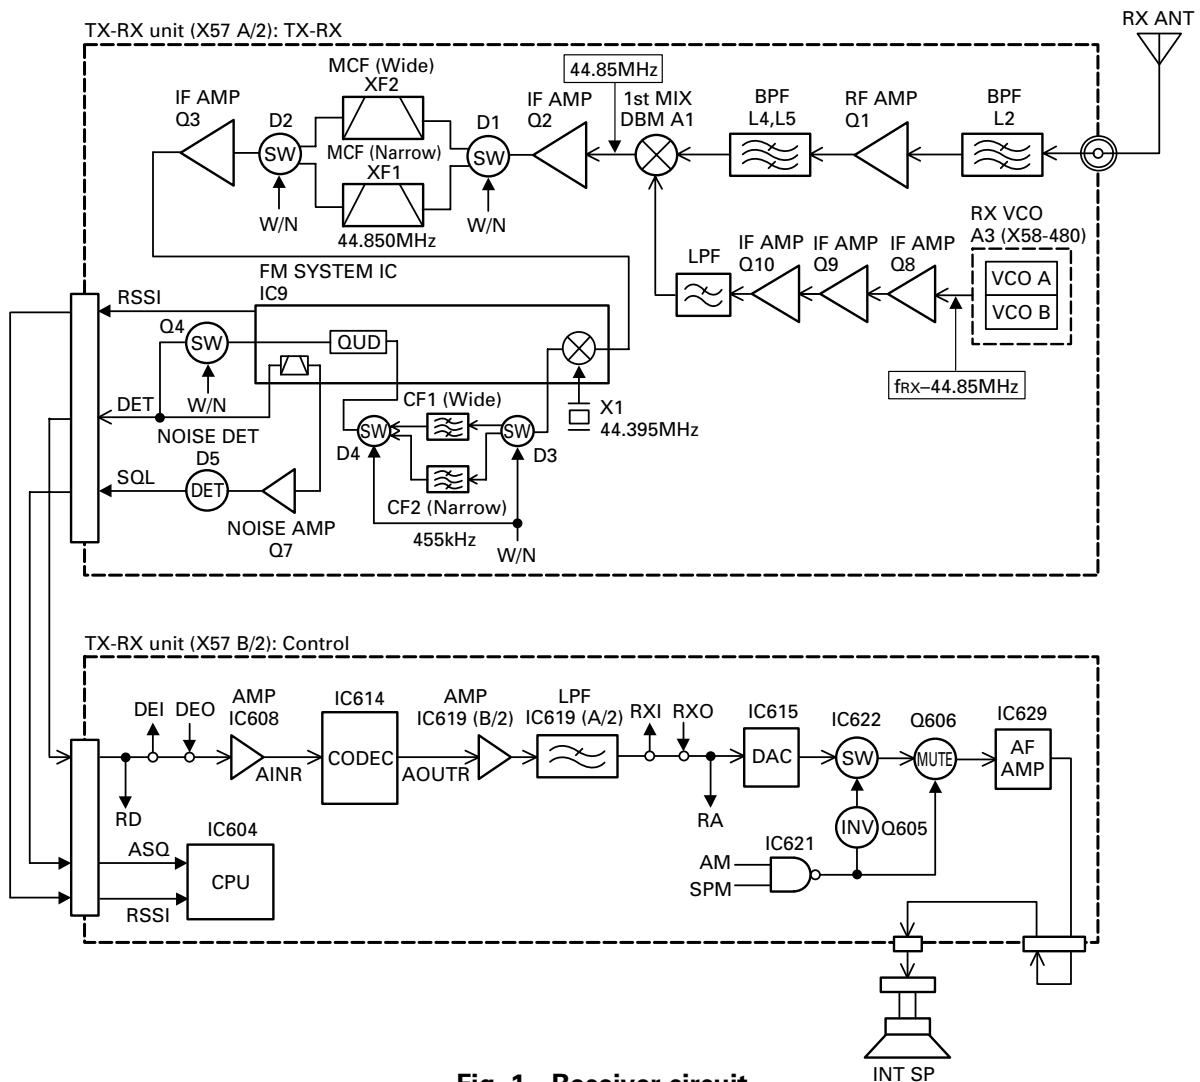 TX-RX unit (X57 A/2): TX-RX
RX ANT
MCF (Wide)
XF2
44.85MHz
IF AMP
Q3
D2
SW
D1
SW
IF AMP
Q2
1st MIX
DBM A1
BPF
L4,L5
RF AMP
Q1
BPF
L2
MCF (Narrow)
XF1
W/N
W/N
44.850MHz
RX VCO
A3 (X58-480)
VCO A
VCO B
LPF
IF AMP
Q10
IF AMP
Q9
IF AMP
Q8
fRX–44.85MHz
FM SYSTEM IC
IC9
RSSI
Q4
SW
QUD
W/N
DET
NOISE DET
D5
SQL
DET
NOISE AMP
Q7
CF1 (Wide)
SW
D4
SW
D3
X1
44.395MHz
CF2 (Narrow)
455kHz
W/N
TX-RX unit (X57 B/2): Control
DEI
DEO
AMP
IC608
IC614
CODEC
AMP
IC619 (B/2)
LPF
IC619 (A/2)
RXI
RXO
IC615
DAC
IC622
SW
Q606
MUTE
IC629
AF
AMP
AINR
AOUTR
RD
RA
INV
Q605
IC604
CPU
ASQ
RSSI
IC621
AM
SPM
INT SP
Fig. 1 Receiver circuit